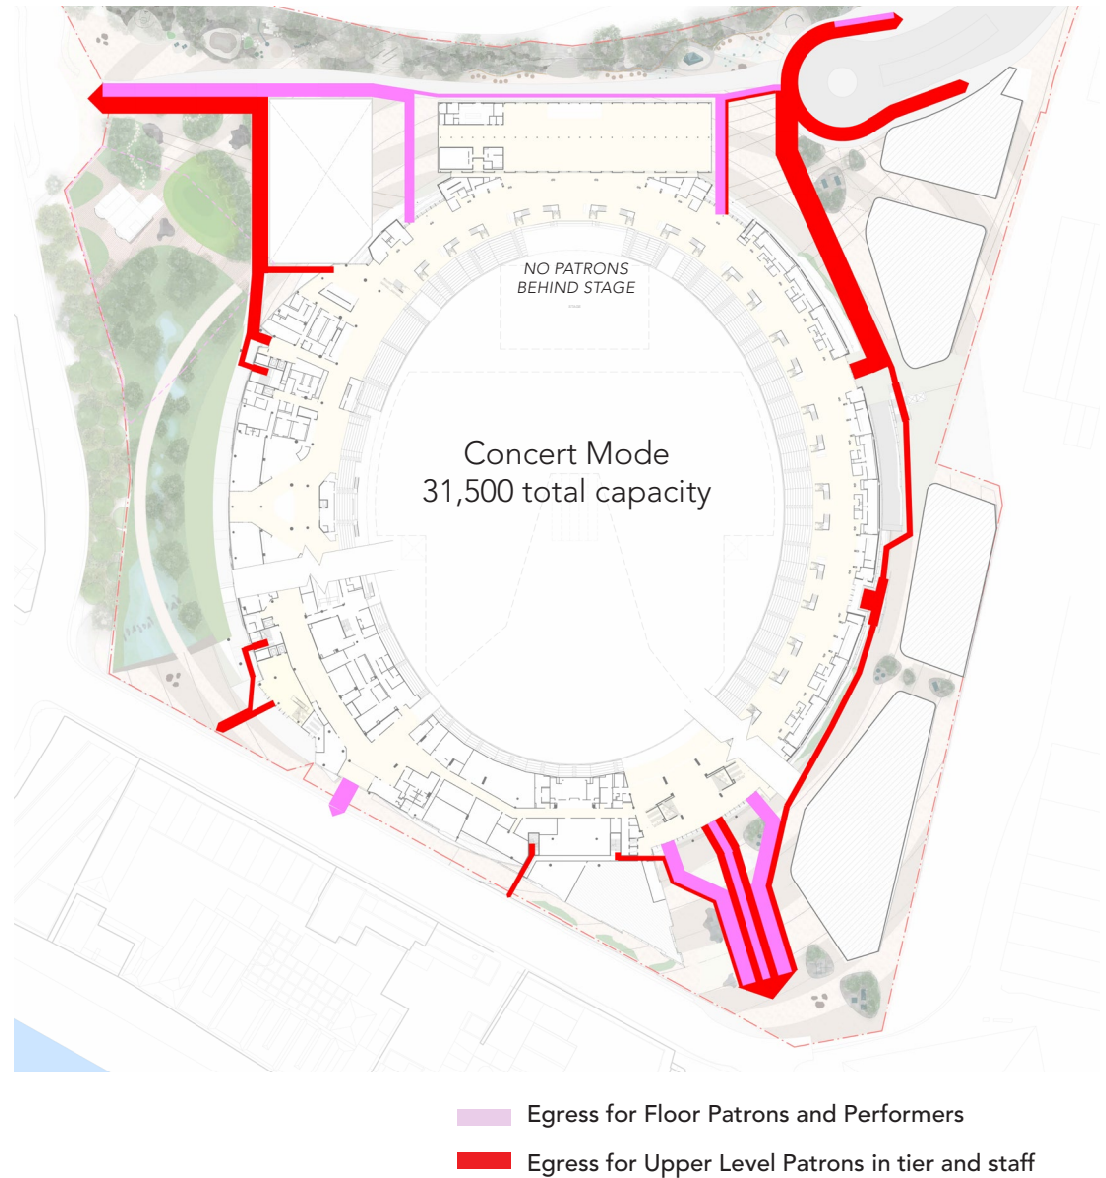 NO PATRONS
BEHIND STAGE
Concert Mode
31,500 total capacity
Egress for Floor Patrons and Performers
Egress for Upper Level Patrons in tier and staff